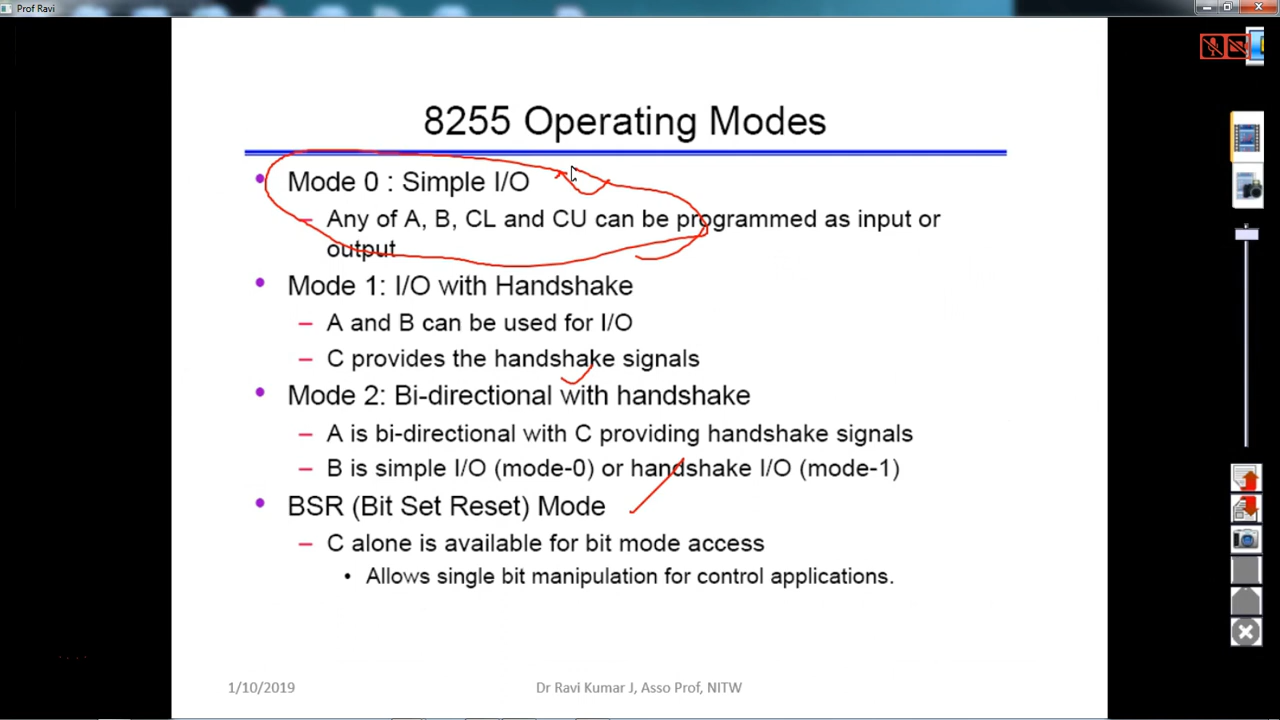 Prof Ravi
8255 Operating Modes
• Mode 0 : Simple I/O
– Any of A, B, CL and CU can be programmed as input or
output
• Mode 1: I/O with Handshake
– A and B can be used for I/O
– C provides the handshake signals
• Mode 2: Bi-directional with handshake
– A is bi-directional with C providing handshake signals
– B is simple I/O (mode-0) or handshake I/O (mode-1)
• BSR (Bit Set Reset) Mode
– C alone is available for bit mode access
• Allows single bit manipulation for control applications.
1/10/2019
Dr Ravi Kumar J, Asso Prof, NITW